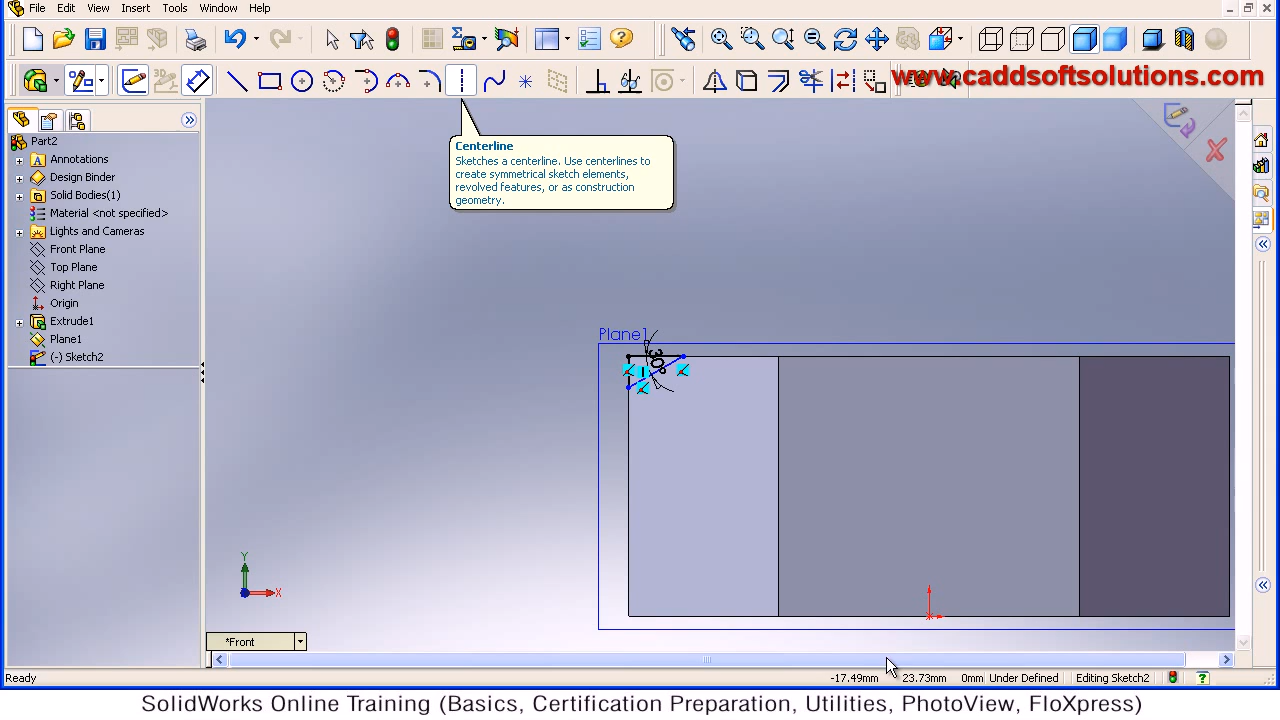 File Edit View Insert Tools Window Help
www.caddsoftsolutions.com
Part2
Annotations
Design Binder
Solid Bodies(1)
Material <not specified>
Lights and Cameras
Front Plane
Top Plane
Right Plane
Origin
Extrude1
Plane1
(-) Sketch2
Centerline
Sketches a centerline. Use centerlines to
create symmetrical sketch elements,
revolved features, or as construction
geometry.
Plane1
30°
Y
X
*Front
Ready -17.49mm 23.73mm 0mm Under Defined Editing Sketch2
SolidWorks Online Training (Basics, Certification Preparation, Utilities, PhotoView, FloXpress)